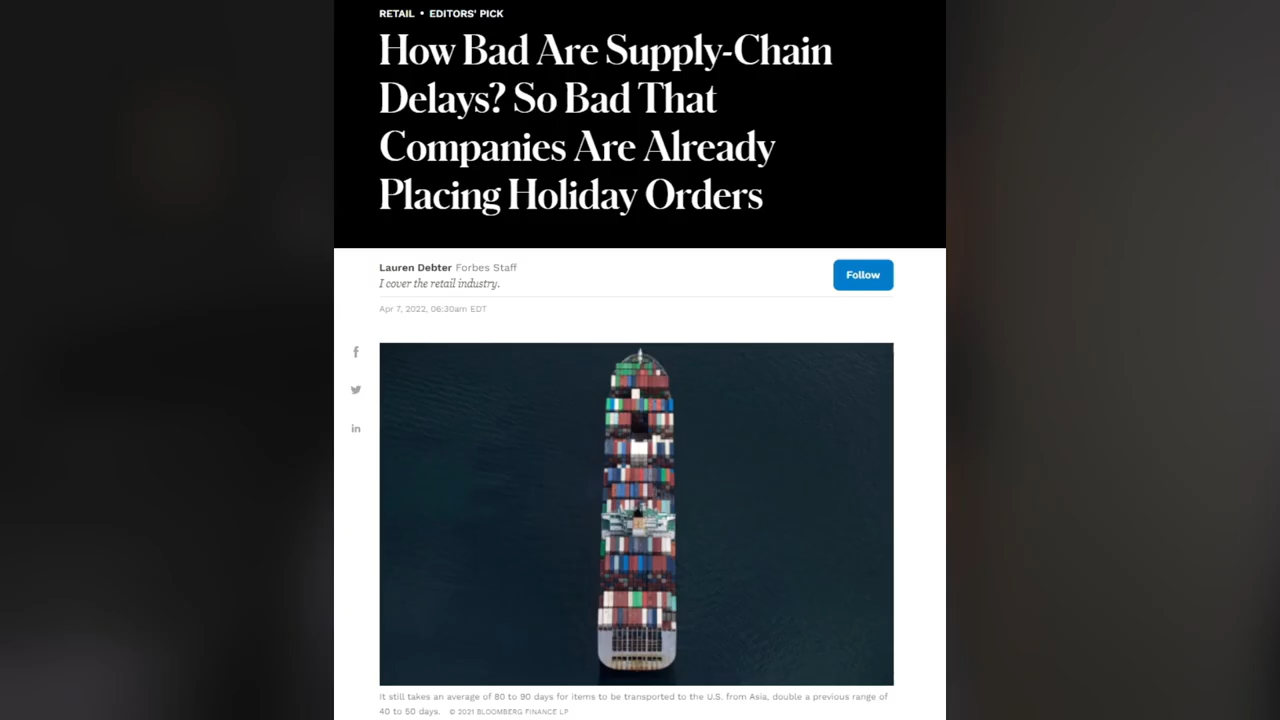 RETAIL • EDITORS' PICK
How Bad Are Supply-Chain
Delays? So Bad That
Companies Are Already
Placing Holiday Orders
Lauren Debter Forbes Staff
I cover the retail industry.
Follow
Apr 7, 2022, 06:30am EDT
It still takes an average of 80 to 90 days for items to be transported to the U.S. from Asia, double a previous range of
40 to 50 days. © 2021 BLOOMBERG FINANCE LP